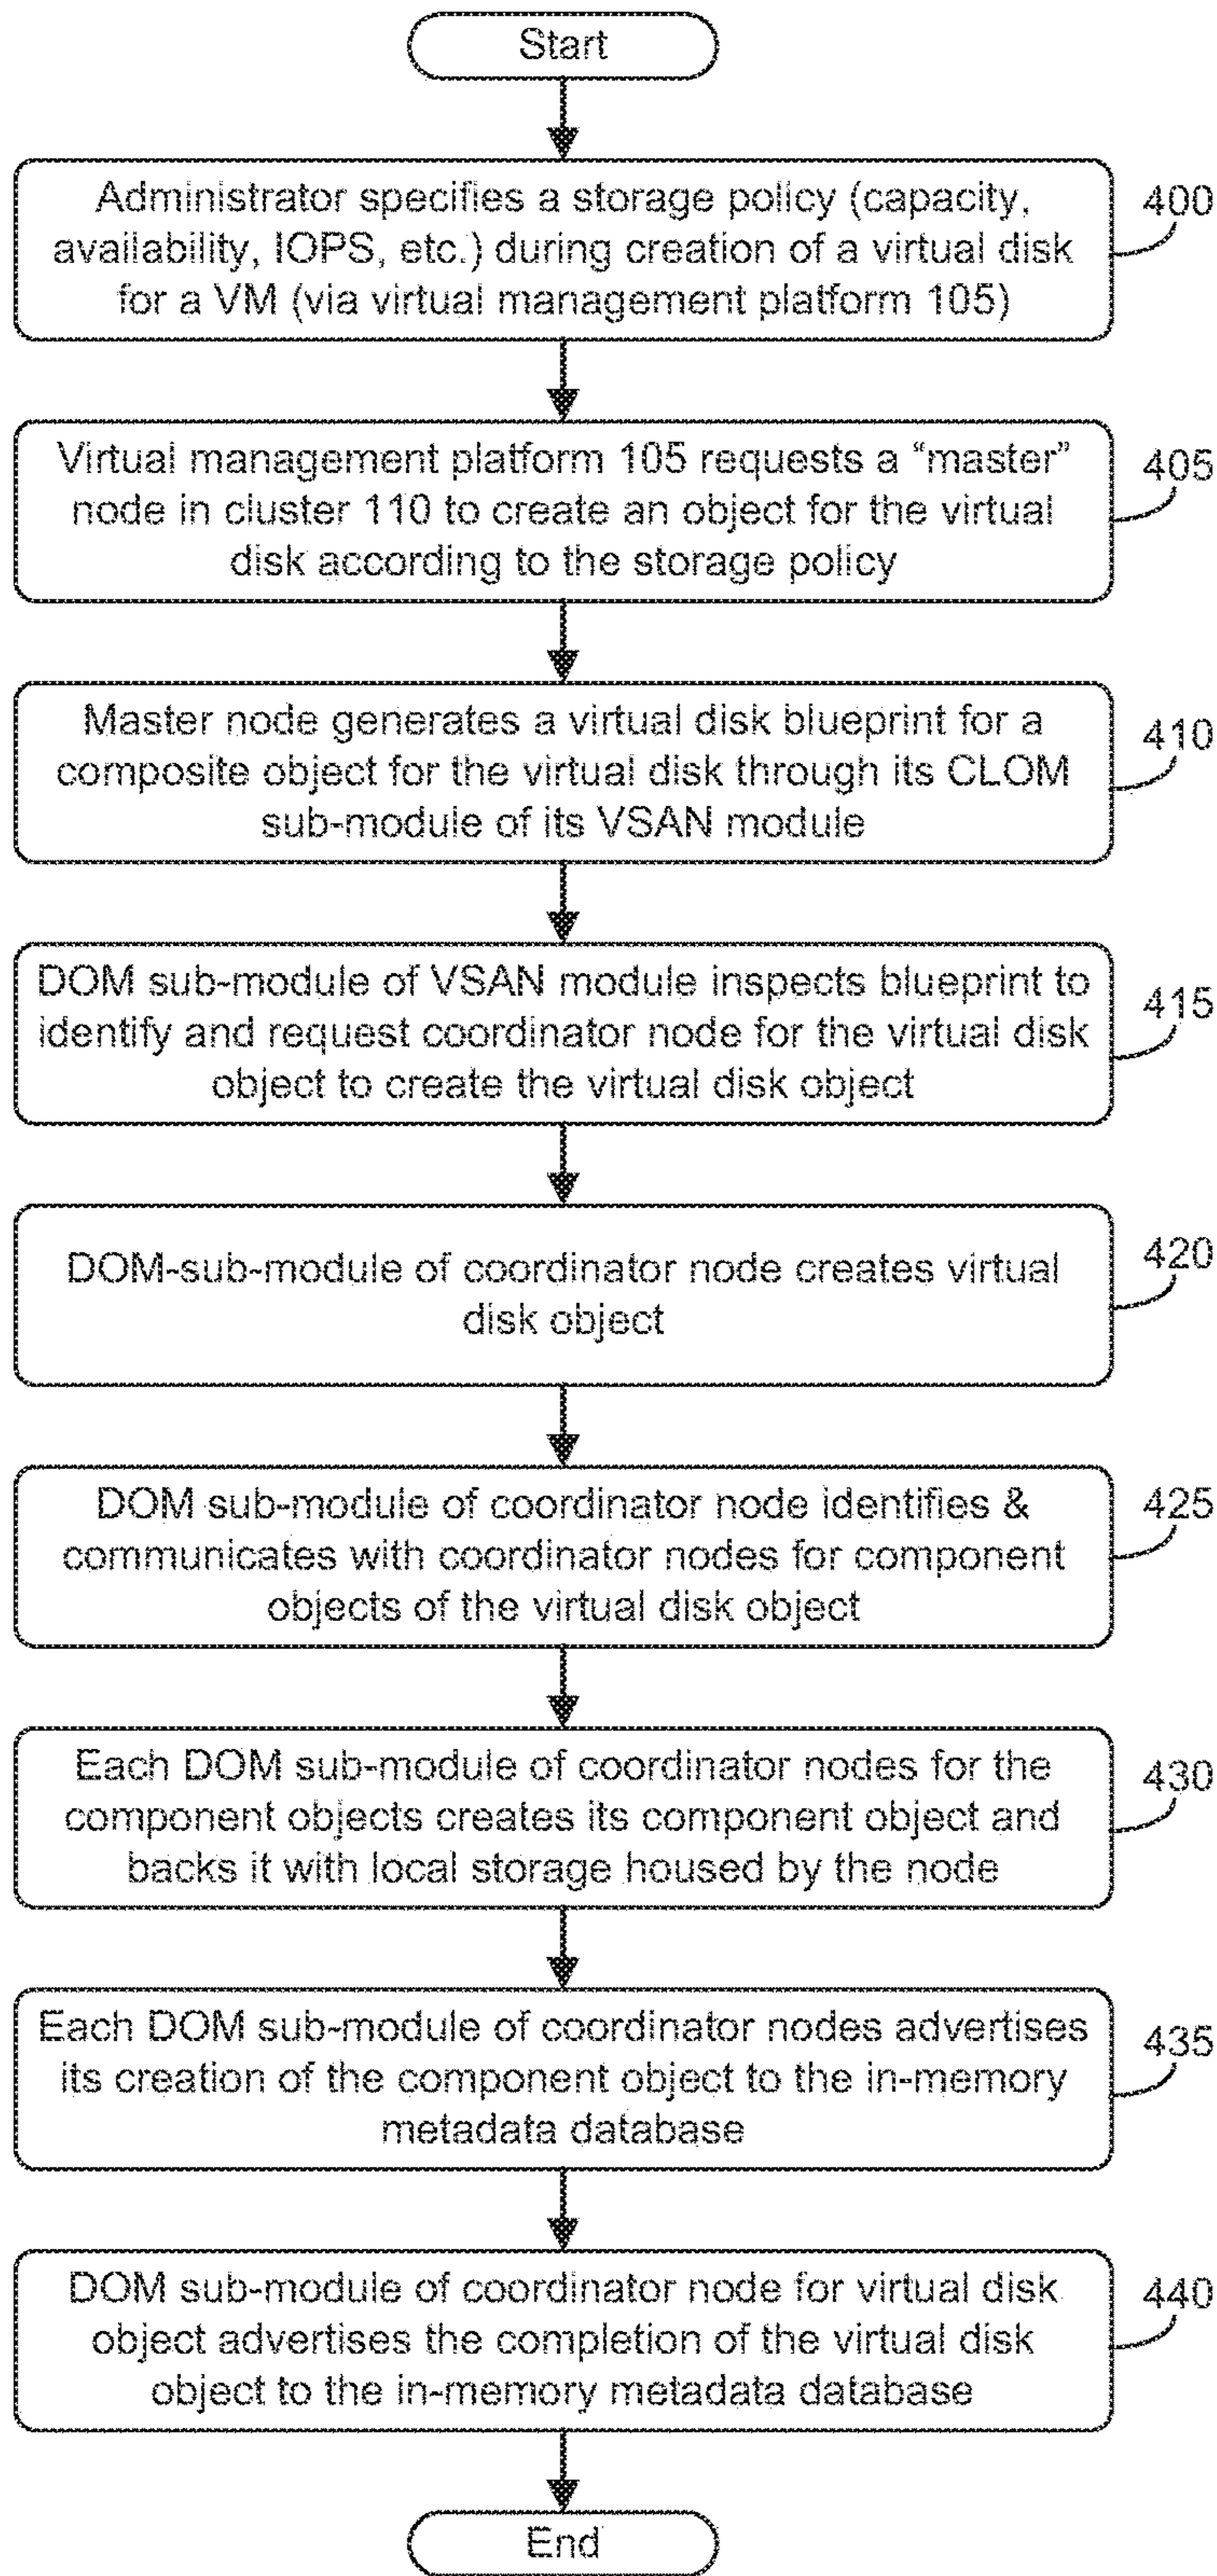 Start
Administrator specifies a storage policy (capacity,
availability, IOPS, etc.) during creation of a virtual disk
for a VM (via virtual management platform 105)
400
Virtual management platform 105 requests a “master”
node in cluster 110 to create an object for the virtual
disk according to the storage policy
405
Master node generates a virtual disk blueprint for a
composite object for the virtual disk through its CLOM
sub-module of its VSAN module
410
DOM sub-module of VSAN module inspects blueprint to
identify and request coordinator node for the virtual disk
object to create the virtual disk object
415
DOM-sub-module of coordinator node creates virtual
disk object
420
DOM sub-module of coordinator node identifies &
communicates with coordinator nodes for component
objects of the virtual disk object
425
Each DOM sub-module of coordinator nodes for the
component objects creates its component object and
backs it with local storage housed by the node
430
Each DOM sub-module of coordinator nodes advertises
its creation of the component object to the in-memory
metadata database
435
DOM sub-module of coordinator node for virtual disk
object advertises the completion of the virtual disk
object to the in-memory metadata database
440
End